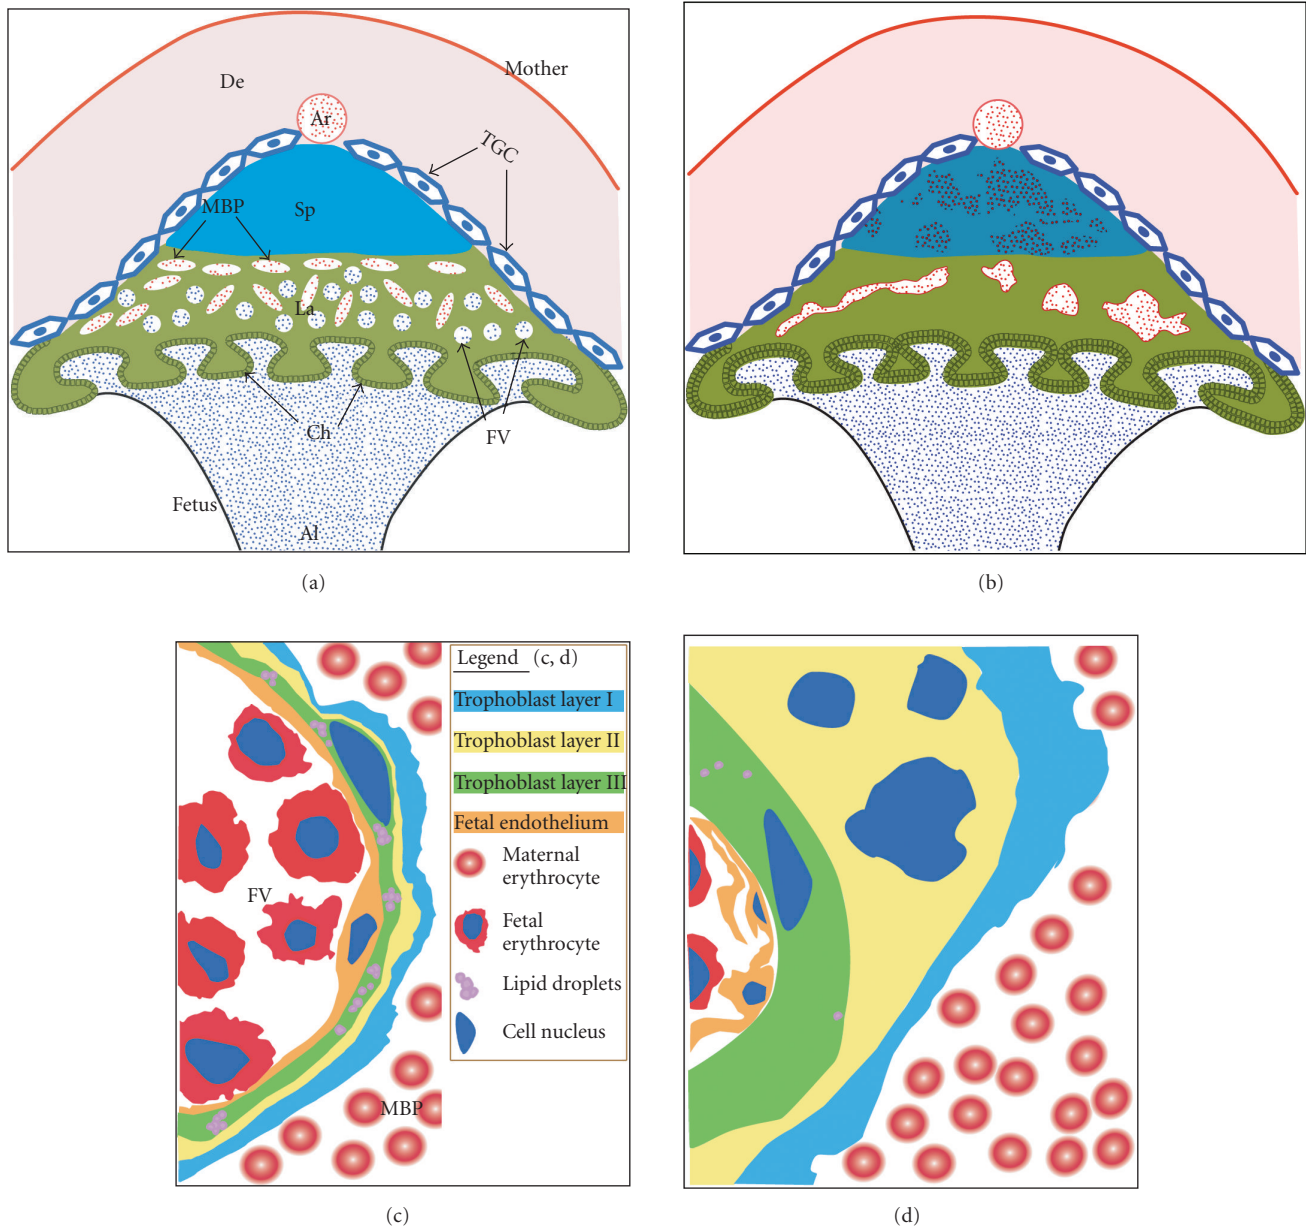 Mother
De
Ar
TGC
MBP
Sp
La
Ch
FV
Fetus
Al
(a)
(b)
Legend (c, d)
Trophoblast layer I
Trophoblast layer II
Trophoblast layer III
Fetal endothelium
Maternal
erythrocyte
Fetal
erythrocyte
Lipid droplets
Cell nucleus
FV
MBP
(c)
(d)